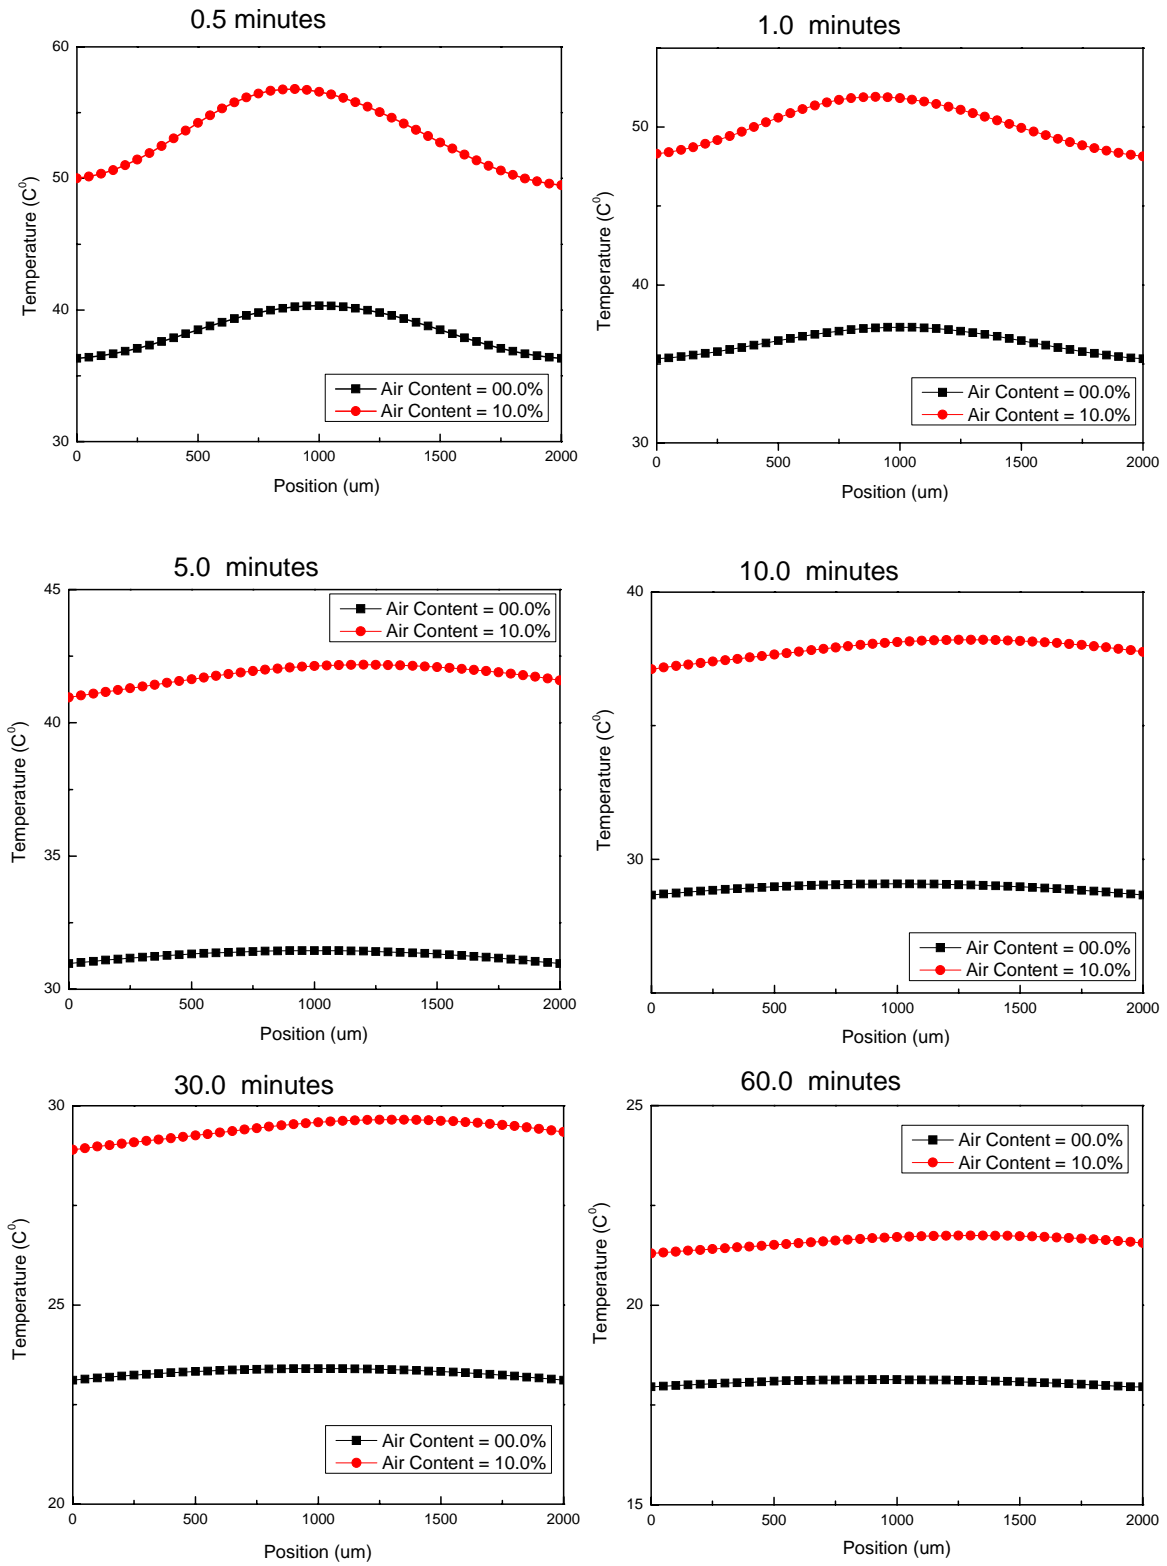 0.5 minutes
60
50
40
30
Temperature (C⁰)
Air Content = 00.0%
Air Content = 10.0%
0 500 1000 1500 2000
Position (um)
1.0 minutes
50
40
30
Temperature (C⁰)
Air Content = 00.0%
Air Content = 10.0%
0 500 1000 1500 2000
Position (um)
5.0 minutes
45
40
35
30
Temperature (C⁰)
Air Content = 00.0%
Air Content = 10.0%
0 500 1000 1500 2000
Position (um)
10.0 minutes
40
30
Temperature (C⁰)
Air Content = 00.0%
Air Content = 10.0%
0 500 1000 1500 2000
Position (um)
30.0 minutes
30
25
20
Temperature (C⁰)
Air Content = 00.0%
Air Content = 10.0%
0 500 1000 1500 2000
Position (um)
60.0 minutes
25
20
15
Temperature (C⁰)
Air Content = 00.0%
Air Content = 10.0%
0 500 1000 1500 2000
Position (um)